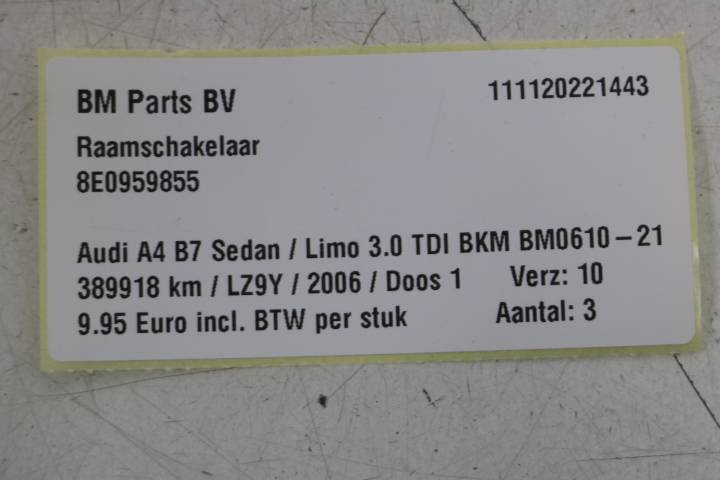 BM Parts BV 111120221443
Raamschakelaar
8E0959855
Audi A4 B7 Sedan / Limo 3.0 TDI BKM BM0610-21
389918 km / LZ9Y / 2006 / Doos 1 Verz: 10
9.95 Euro incl. BTW per stuk Aantal: 3